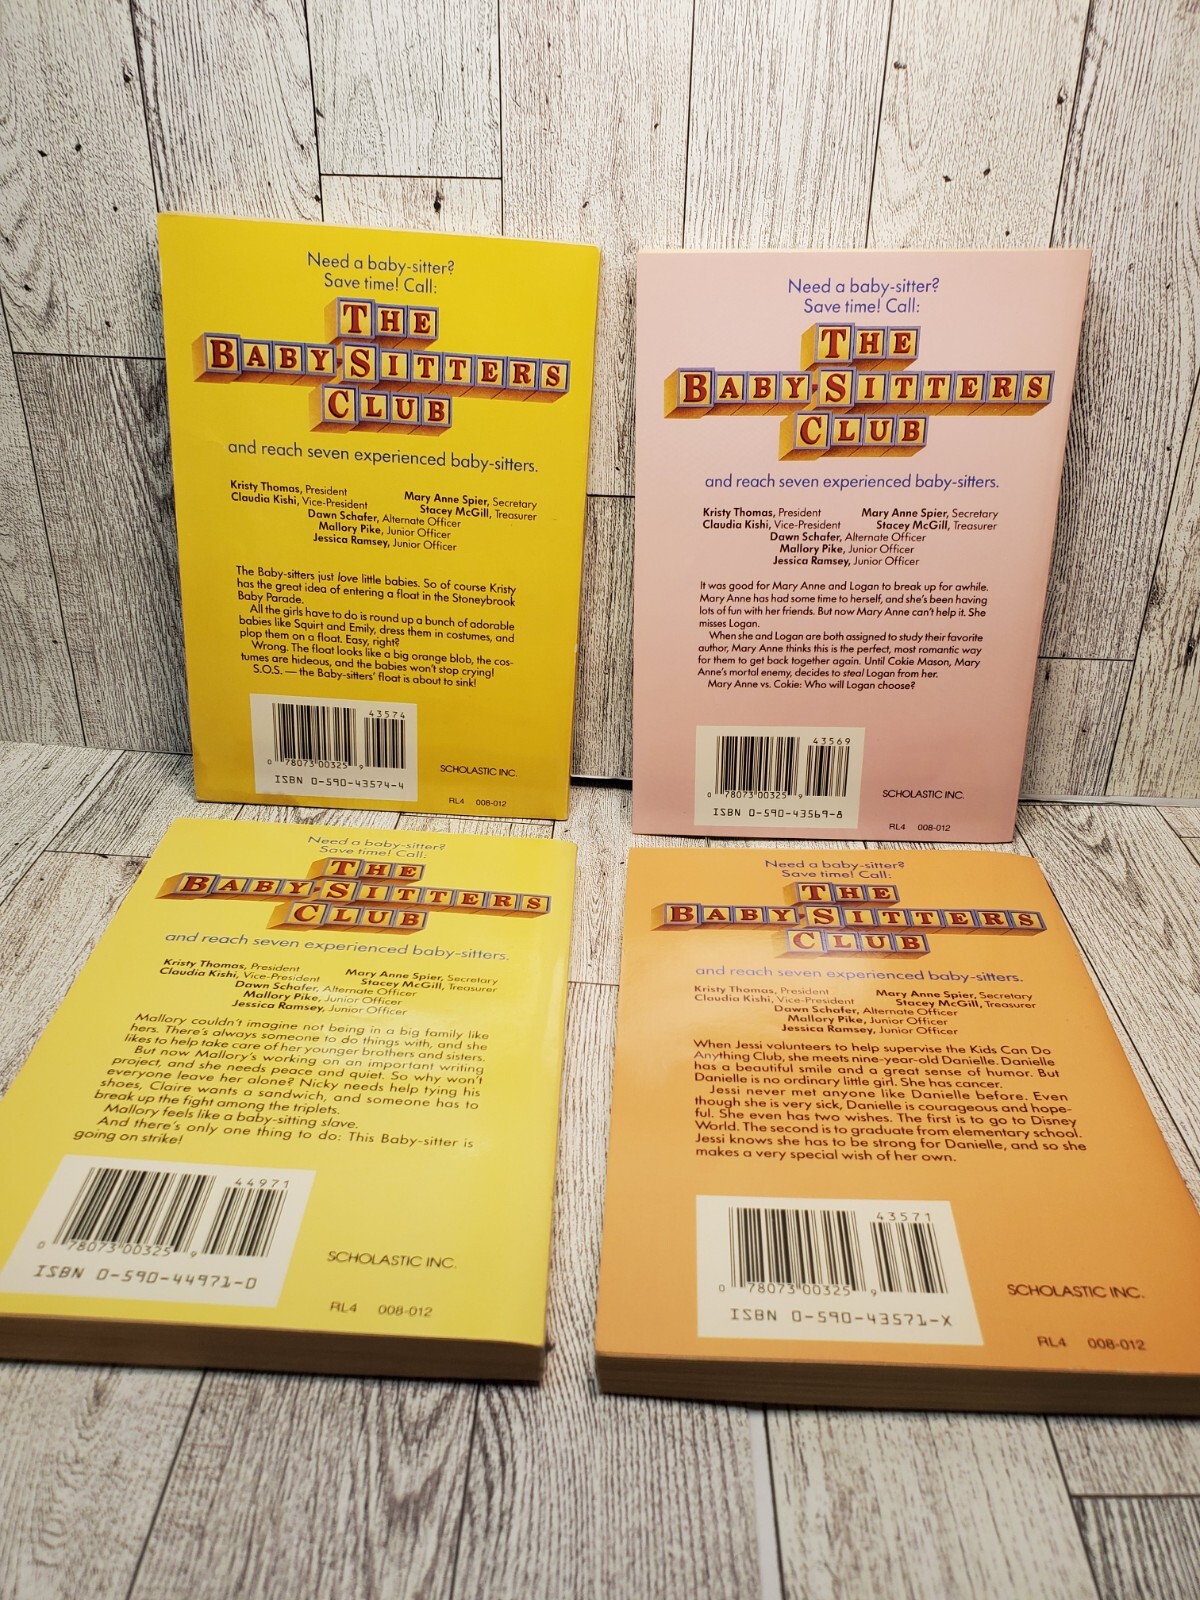 Need a baby-sitter?
Save time! Call:
THE
BABY-SITTERS
CLUB
and reach seven experienced baby-sitters.
Kristy Thomas, President Mary Anne Spier, Secretary
Claudia Kishi, Vice-President Stacey McGill, Treasurer
Dawn Schafer, Alternate Officer
Mallory Pike, Junior Officer
Jessica Ramsey, Junior Officer
The Baby-sitters just love little babies. So of course Kristy
has the great idea of entering a float in the Stoneybrook
Baby Parade.
All the girls have to do is round up a bunch of adorable
babies like Squirt and Emily, dress them in costumes, and
plop them on a float. Easy, right?
Wrong. The float looks like a big orange blob, the cos-
tumes are hideous, and the babies won't stop crying!
S.O.S. — the Baby-sitters' float is about to sink!
43574
0 78073 00325 9
ISBN 0-590-43574-4
SCHOLASTIC INC.
RL4 008-012
Need a baby-sitter?
Save time! Call:
THE
BABY-SITTERS
CLUB
and reach seven experienced baby-sitters.
Kristy Thomas, President Mary Anne Spier, Secretary
Claudia Kishi, Vice-President Stacey McGill, Treasurer
Dawn Schafer, Alternate Officer
Mallory Pike, Junior Officer
Jessica Ramsey, Junior Officer
It was good for Mary Anne and Logan to break up for awhile.
Mary Anne has had some time to herself, and she's been having
lots of fun with her friends. But now Mary Anne can't help it. She
misses Logan.
When she and Logan are both assigned to study their favorite
author, Mary Anne thinks this is the perfect, most romantic way
for them to get back together again. Until Cokie Mason, Mary
Anne's mortal enemy, decides to steal Logan from her.
Mary Anne vs. Cokie: Who will Logan choose?
43569
0 78073 00325 9
ISBN 0-590-43569-8
SCHOLASTIC INC.
RL4 008-012
Need a baby-sitter?
Save time! Call:
THE
BABY-SITTERS
CLUB
and reach seven experienced baby-sitters.
Kristy Thomas, President Mary Anne Spier, Secretary
Claudia Kishi, Vice-President Stacey McGill, Treasurer
Dawn Schafer, Alternate Officer
Mallory Pike, Junior Officer
Jessica Ramsey, Junior Officer
Mallory couldn't imagine not being in a big family like
hers. There's always someone to do things with, and she
likes to help take care of her younger brothers and sisters.
But now Mallory's working on an important writing
project, and she needs peace and quiet. So why won't
everyone leave her alone? Nicky needs help tying his
shoes, Claire wants a sandwich, and someone has to
break up the fight among the triplets.
Mallory feels like a baby-sitting slave.
And there's only one thing to do: This Baby-sitter is
going on strike!
44971
0 78073 00325 9
ISBN 0-590-44971-0
SCHOLASTIC INC.
RL4 008-012
Need a baby-sitter?
Save time! Call:
THE
BABY-SITTERS
CLUB
and reach seven experienced baby-sitters.
Kristy Thomas, President Mary Anne Spier, Secretary
Claudia Kishi, Vice-President Stacey McGill, Treasurer
Dawn Schafer, Alternate Officer
Mallory Pike, Junior Officer
Jessica Ramsey, Junior Officer
When Jessi volunteers to help supervise the Kids Can Do
Anything Club, she meets nine-year-old Danielle. Danielle
has a beautiful smile and a great sense of humor. But
Danielle is no ordinary little girl. She has cancer.
Jessi never met anyone like Danielle before. Even
though she is very sick, Danielle is courageous and hope-
ful. She even has two wishes. The first is to go to Disney
World. The second is to graduate from elementary school.
Jessi knows she has to be strong for Danielle, and so she
makes a very special wish of her own.
43571
0 78073 00325 9
ISBN 0-590-43571-X
SCHOLASTIC INC.
RL4 008-012